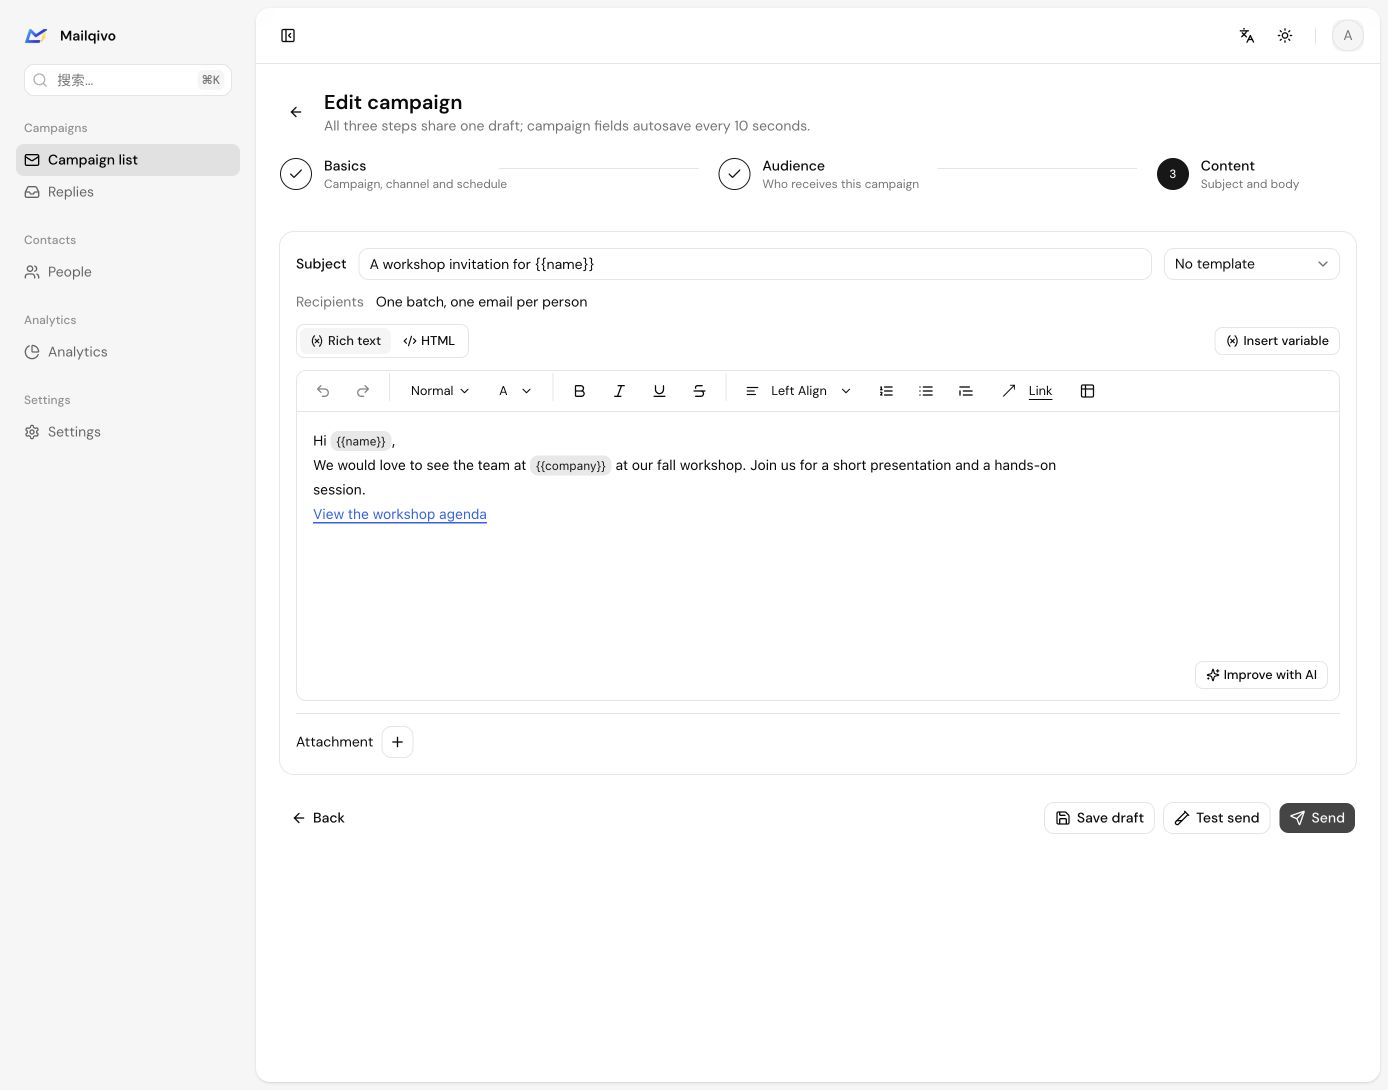 Mailqivo
搜索...
⌘K
Campaigns
Campaign list
Replies
Contacts
People
Analytics
Analytics
Settings
Settings
A
Edit campaign
All three steps share one draft; campaign fields autosave every 10 seconds.
Basics
Campaign, channel and schedule
Audience
Who receives this campaign
3
Content
Subject and body
Subject
A workshop invitation for {{name}}
No template
Recipients One batch, one email per person
(x) Rich text
</> HTML
(x) Insert variable
Normal
A
B
I
U
S
Left Align
Link
Hi {{name}},
We would love to see the team at {{company}} at our fall workshop. Join us for a short presentation and a hands-on
session.
View the workshop agenda
Improve with AI
Attachment
Back
Save draft
Test send
Send